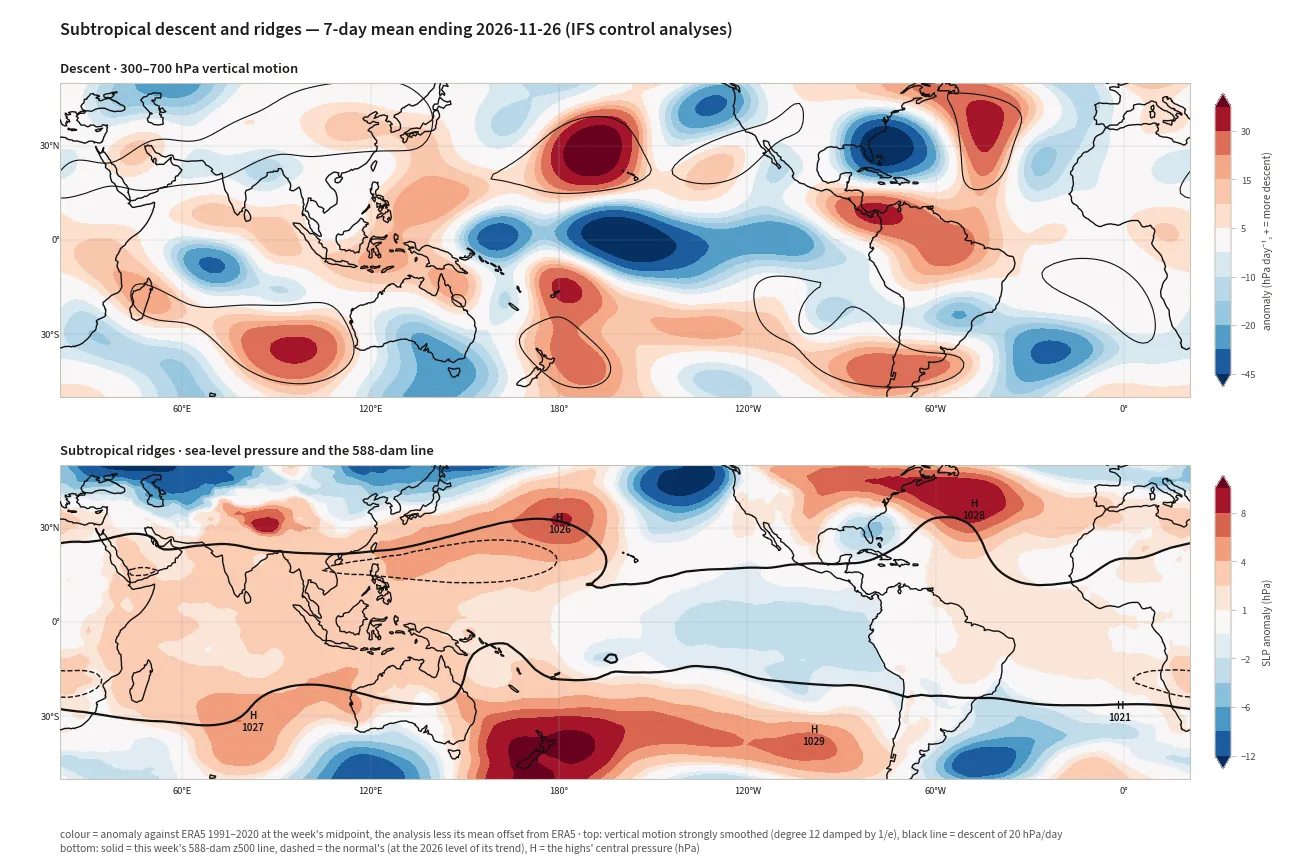 Subtropical descent and ridges — 7-day mean ending 2026-11-26 (IFS control analyses)
Descent · 300–700 hPa vertical motion
30°N
0°
30°S
60°E
120°E
180°
120°W
60°W
0°
30
15
5
−10
−20
−45
anomaly (hPa day⁻¹, + = more descent)
Subtropical ridges · sea-level pressure and the 588-dam line
30°N
0°
30°S
H
1026
H
1028
H
1027
H
1029
H
1021
60°E
120°E
180°
120°W
60°W
0°
8
4
1
−2
−6
−12
SLP anomaly (hPa)
colour = anomaly against ERA5 1991–2020 at the week's midpoint, the analysis less its mean offset from ERA5 · top: vertical motion strongly smoothed (degree 12 damped by 1/e), black line = descent of 20 hPa/day
bottom: solid = this week's 588-dam z500 line, dashed = the normal's (at the 2026 level of its trend), H = the highs' central pressure (hPa)